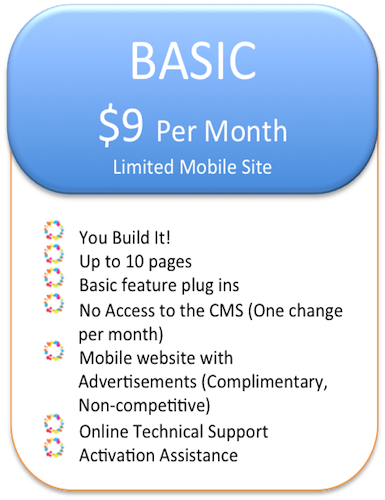 BASIC
$9 Per Month
Limited Mobile Site
You Build It!
Up to 10 pages
Basic feature plug ins
No Access to the CMS (One change
per month)
Mobile website with
Advertisements (Complimentary,
Non-competitive)
Online Technical Support
Activation Assistance